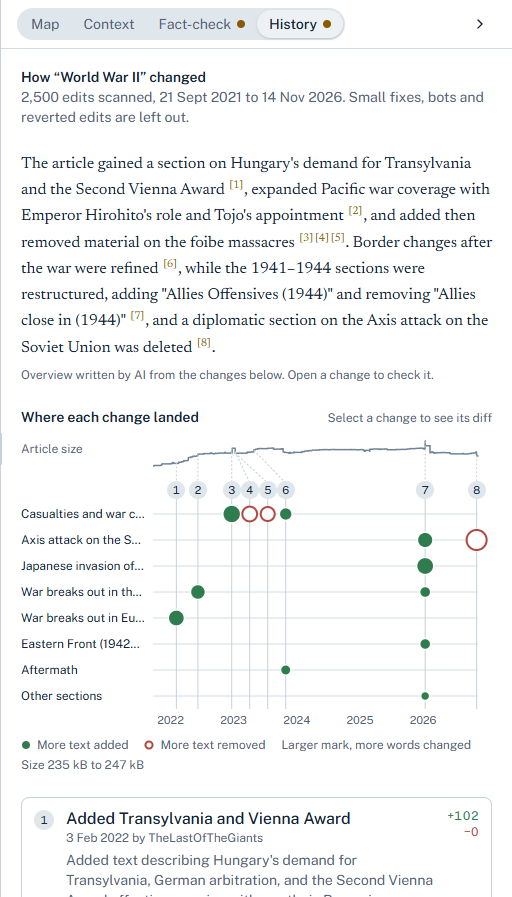 Map Context Fact-check History
How “World War II” changed
2,500 edits scanned, 21 Sept 2021 to 14 Nov 2026. Small fixes, bots and
reverted edits are left out.
The article gained a section on Hungary's demand for Transylvania
and the Second Vienna Award [1], expanded Pacific war coverage with
Emperor Hirohito's role and Tojo's appointment [2], and added then
removed material on the foibe massacres [3][4][5]. Border changes after
the war were refined [6], while the 1941–1944 sections were
restructured, adding "Allies Offensives (1944)" and removing "Allies
close in (1944)" [7], and a diplomatic section on the Axis attack on the
Soviet Union was deleted [8].
Overview written by AI from the changes below. Open a change to check it.
Where each change landed
Select a change to see its diff
Article size
1 2 3 4 5 6 7 8
Casualties and war c...
Axis attack on the S...
Japanese invasion of...
War breaks out in th...
War breaks out in Eu...
Eastern Front (1942...
Aftermath
Other sections
2022 2023 2024 2025 2026
More text added More text removed Larger mark, more words changed
Size 235 kB to 247 kB
1 Added Transylvania and Vienna Award +102
3 Feb 2022 by TheLastOfTheGiants −0
Added text describing Hungary's demand for
Transylvania, German arbitration, and the Second Vienna